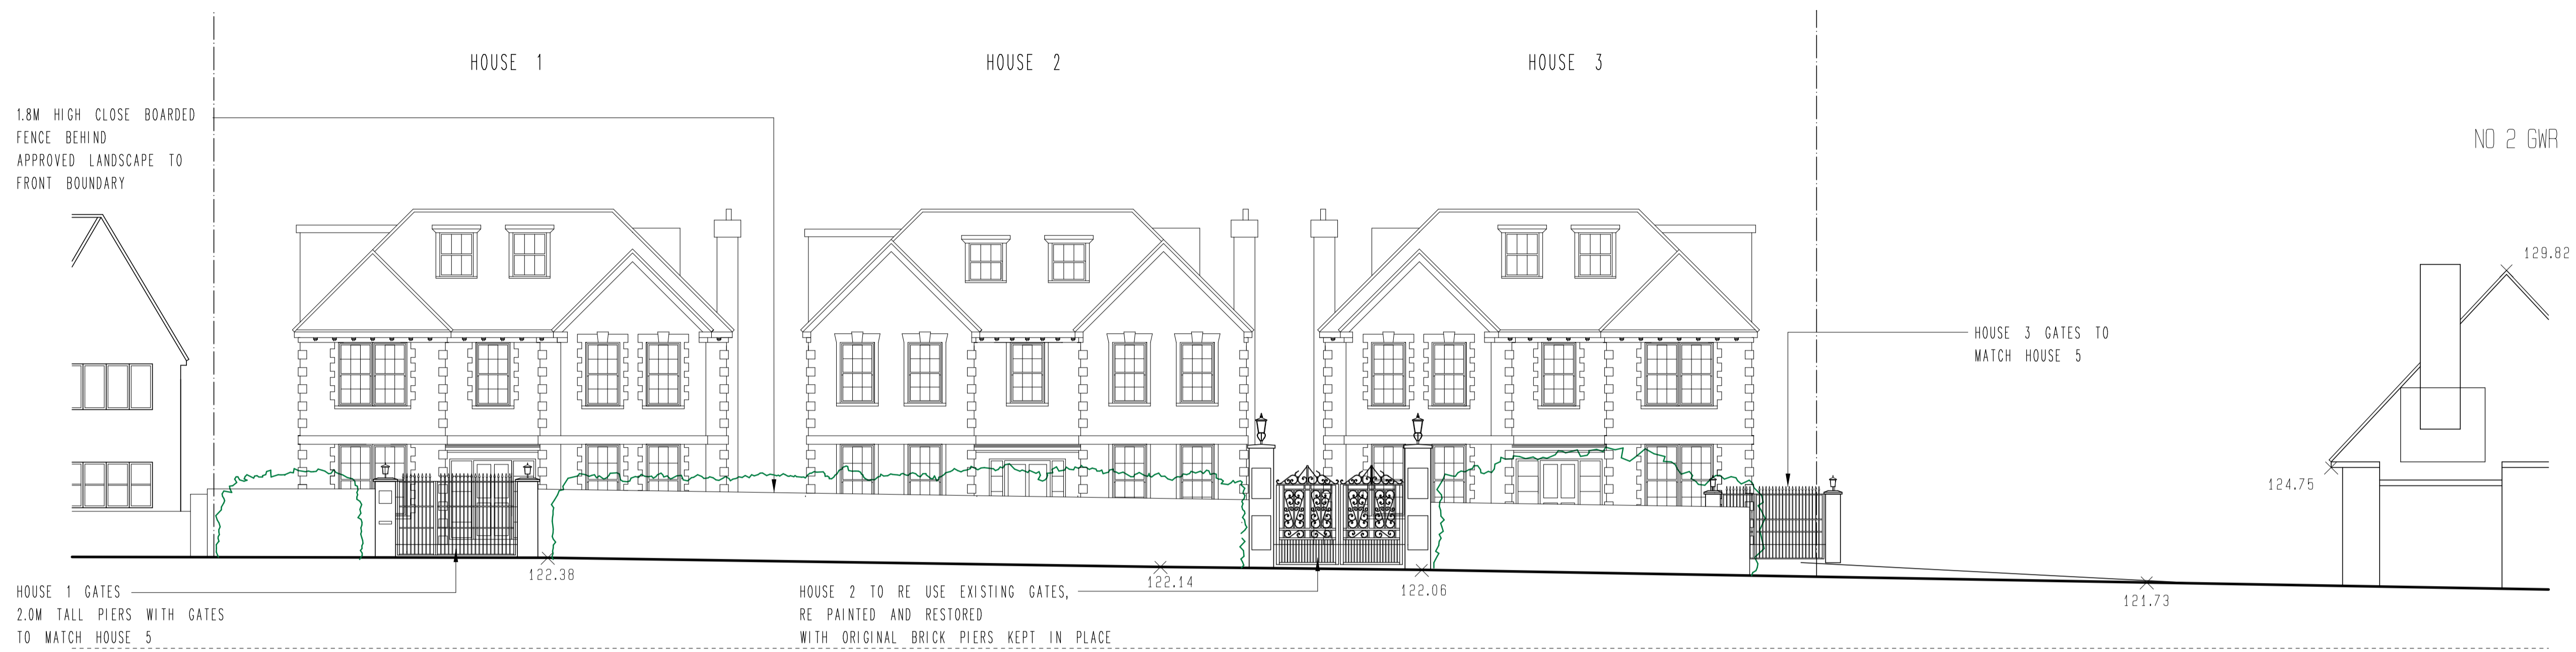 HOUSE 1
HOUSE 2
HOUSE 3
1.8M HIGH CLOSE BOARDED
FENCE BEHIND
APPROVED LANDSCAPE TO
FRONT BOUNDARY
NO 2 GWR
129.82
HOUSE 3 GATES TO
MATCH HOUSE 5
124.75
122.38
122.14
122.06
121.73
HOUSE 1 GATES
2.0M TALL PIERS WITH GATES
TO MATCH HOUSE 5
HOUSE 2 TO RE USE EXISTING GATES,
RE PAINTED AND RESTORED
WITH ORIGINAL BRICK PIERS KEPT IN PLACE